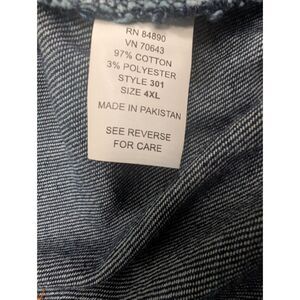 RN 84890
VN 70643
97% COTTON
3% POLYESTER
STYLE 301
SIZE 4XL
MADE IN PAKISTAN
SEE REVERSE
FOR CARE